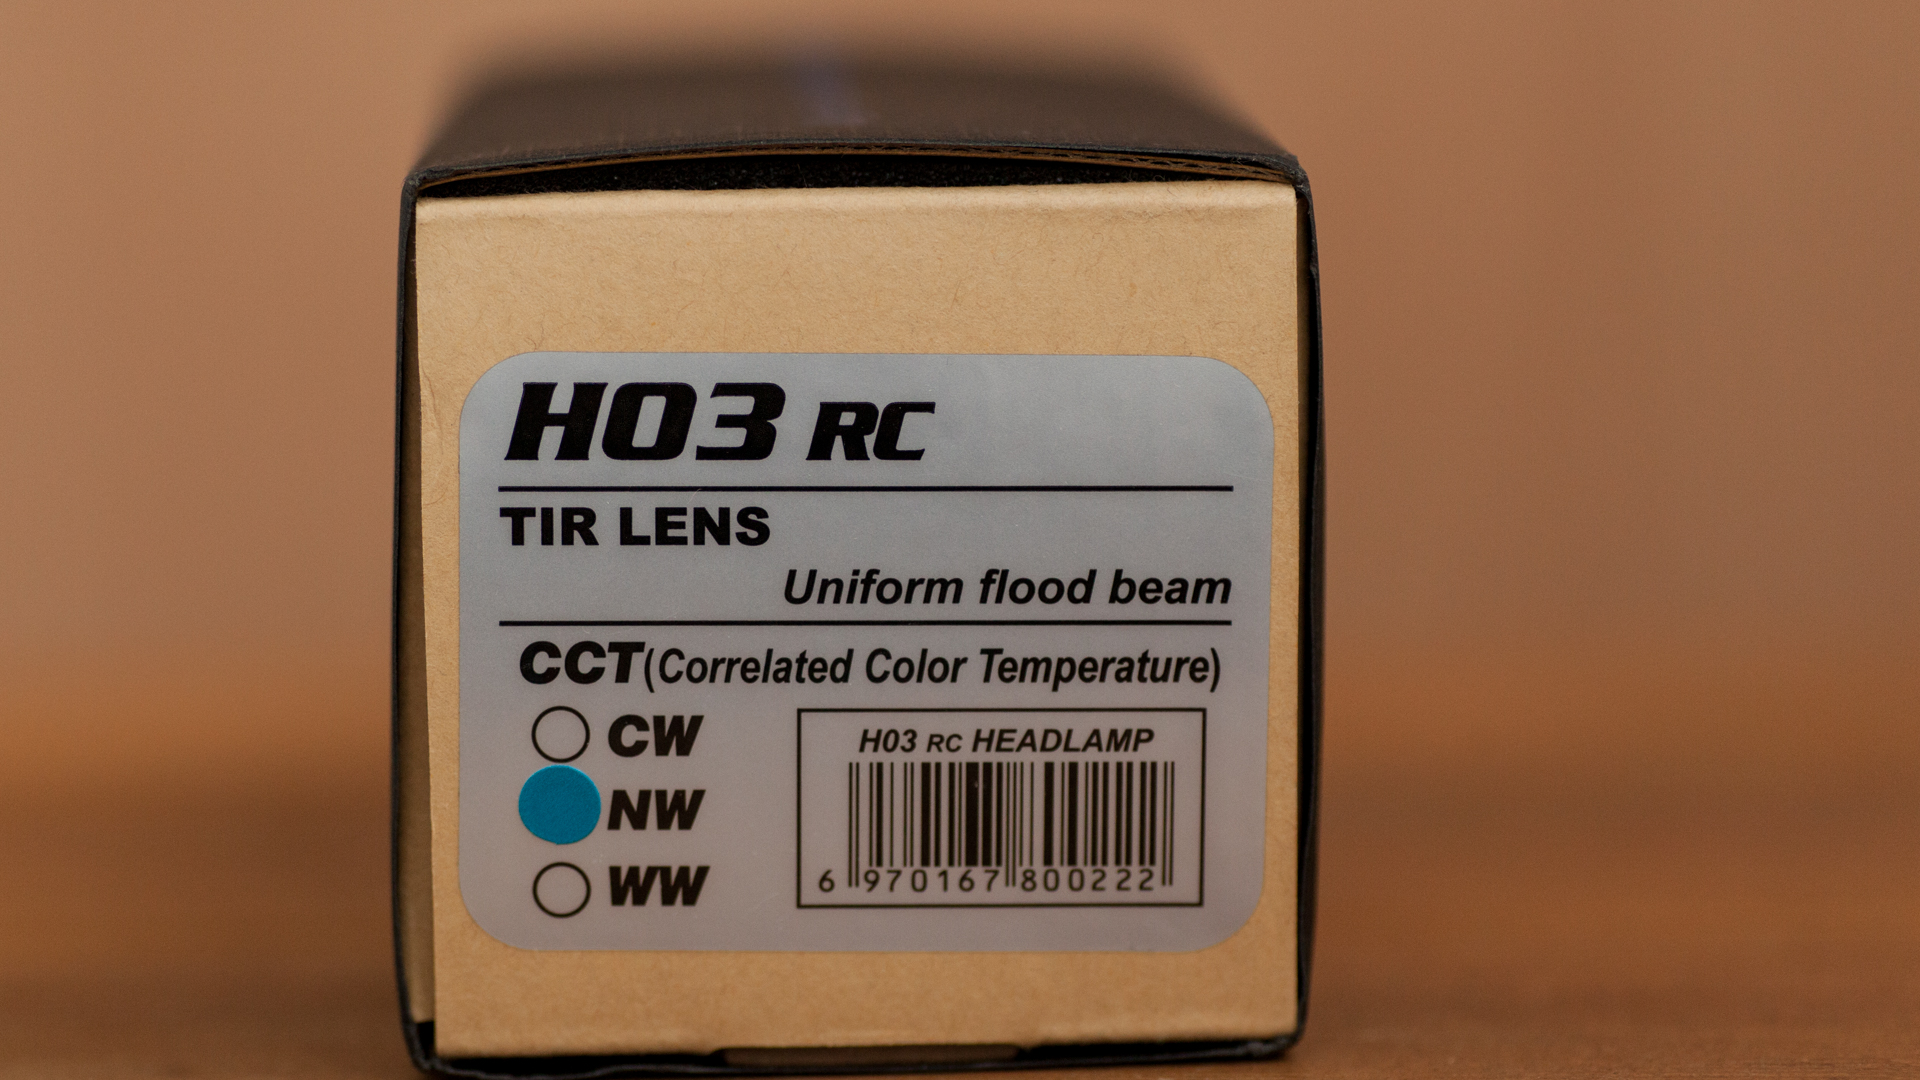 H03 RC
TIR LENS
Uniform flood beam
CCT(Correlated Color Temperature)
CW
NW
WW
H03 RC HEADLAMP
6 970167 800222